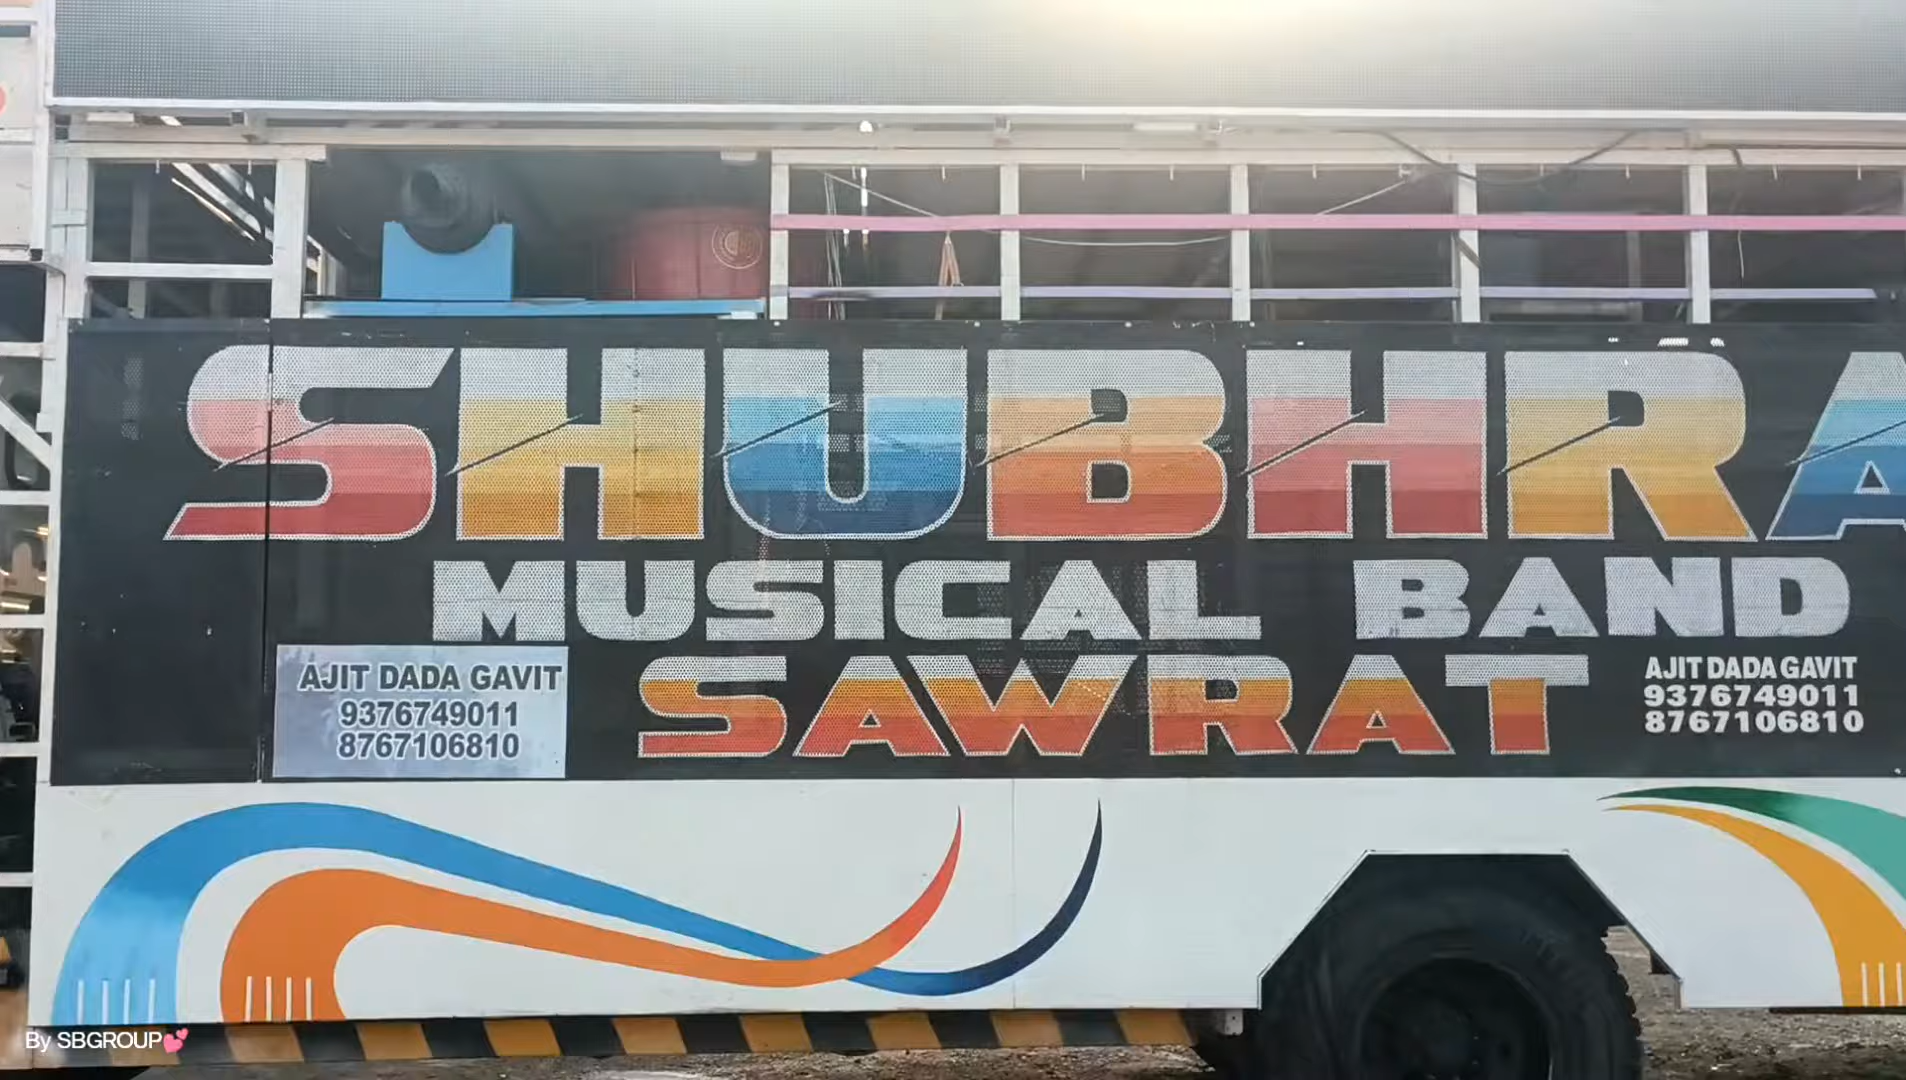 SHUBHRA
MUSICAL BAND
SAWRAT
AJIT DADA GAVIT
9376749011
8767106810
AJIT DADA GAVIT
9376749011
8767106810
By SBGROUP💕